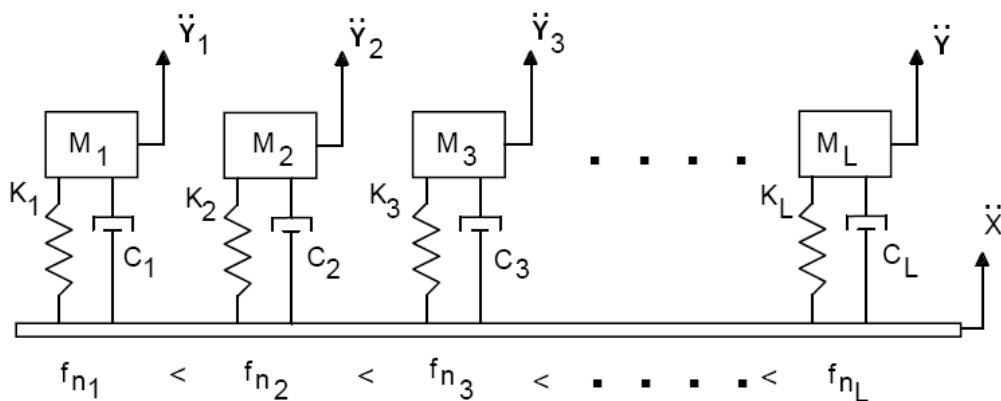 Ÿ1 Ÿ2 Ÿ3 Ÿ
M1 M2 M3 . . . . ML
K1 K2 K3 KL Ẍ
C1 C2 C3 CL
fn1 < fn2 < fn3 < . . . . < fnL